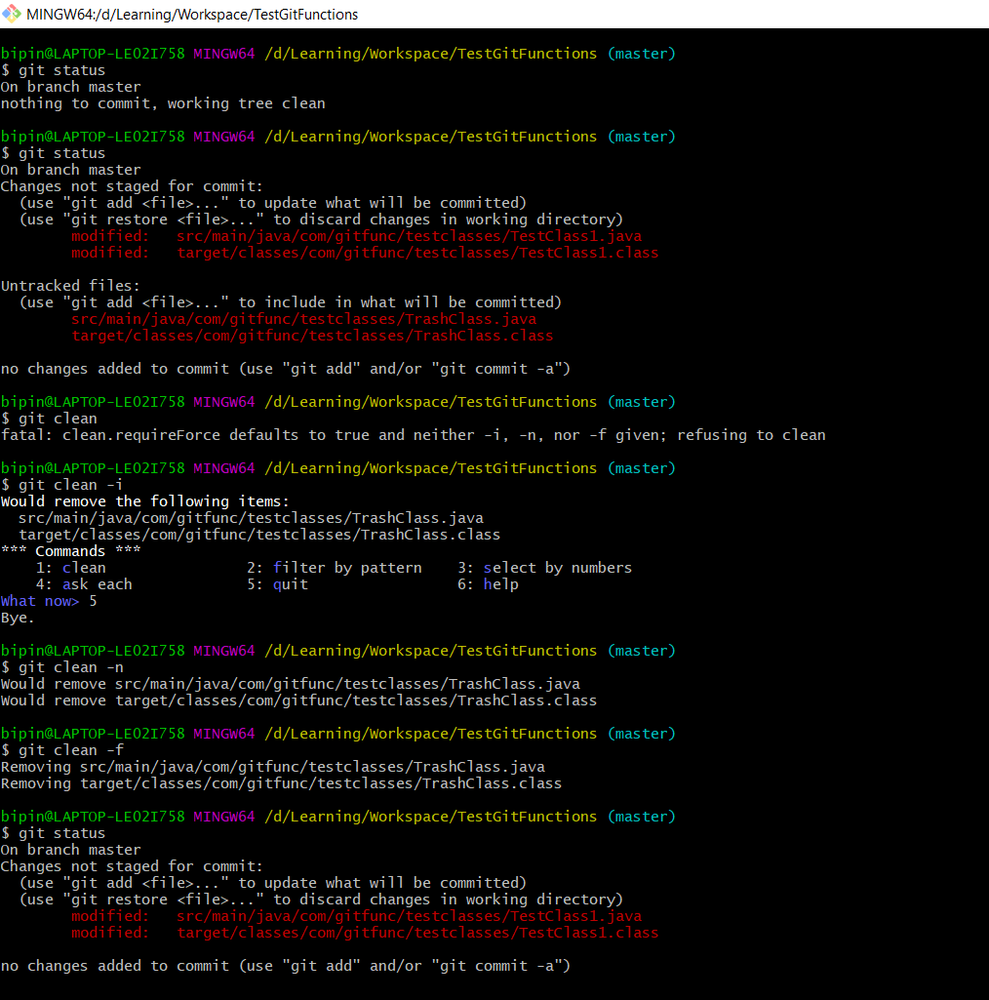 MINGW64:/d/Learning/Workspace/TestGitFunctions
bipin@LAPTOP-LEO2I758 MINGW64 /d/Learning/Workspace/TestGitFunctions (master)
$ git status
On branch master
nothing to commit, working tree clean
bipin@LAPTOP-LEO2I758 MINGW64 /d/Learning/Workspace/TestGitFunctions (master)
$ git status
On branch master
Changes not staged for commit:
  (use "git add <file>..." to update what will be committed)
  (use "git restore <file>..." to discard changes in working directory)
        modified:   src/main/java/com/gitfunc/testclasses/TestClass1.java
        modified:   target/classes/com/gitfunc/testclasses/TestClass1.class
Untracked files:
  (use "git add <file>..." to include in what will be committed)
        src/main/java/com/gitfunc/testclasses/TrashClass.java
        target/classes/com/gitfunc/testclasses/TrashClass.class
no changes added to commit (use "git add" and/or "git commit -a")
bipin@LAPTOP-LEO2I758 MINGW64 /d/Learning/Workspace/TestGitFunctions (master)
$ git clean
fatal: clean.requireForce defaults to true and neither -i, -n, nor -f given; refusing to clean
bipin@LAPTOP-LEO2I758 MINGW64 /d/Learning/Workspace/TestGitFunctions (master)
$ git clean -i
Would remove the following items:
  src/main/java/com/gitfunc/testclasses/TrashClass.java
  target/classes/com/gitfunc/testclasses/TrashClass.class
*** Commands ***
    1: clean                2: filter by pattern    3: select by numbers
    4: ask each             5: quit                 6: help
What now> 5
Bye.
bipin@LAPTOP-LEO2I758 MINGW64 /d/Learning/Workspace/TestGitFunctions (master)
$ git clean -n
Would remove src/main/java/com/gitfunc/testclasses/TrashClass.java
Would remove target/classes/com/gitfunc/testclasses/TrashClass.class
bipin@LAPTOP-LEO2I758 MINGW64 /d/Learning/Workspace/TestGitFunctions (master)
$ git clean -f
Removing src/main/java/com/gitfunc/testclasses/TrashClass.java
Removing target/classes/com/gitfunc/testclasses/TrashClass.class
bipin@LAPTOP-LEO2I758 MINGW64 /d/Learning/Workspace/TestGitFunctions (master)
$ git status
On branch master
Changes not staged for commit:
  (use "git add <file>..." to update what will be committed)
  (use "git restore <file>..." to discard changes in working directory)
        modified:   src/main/java/com/gitfunc/testclasses/TestClass1.java
        modified:   target/classes/com/gitfunc/testclasses/TestClass1.class
no changes added to commit (use "git add" and/or "git commit -a")